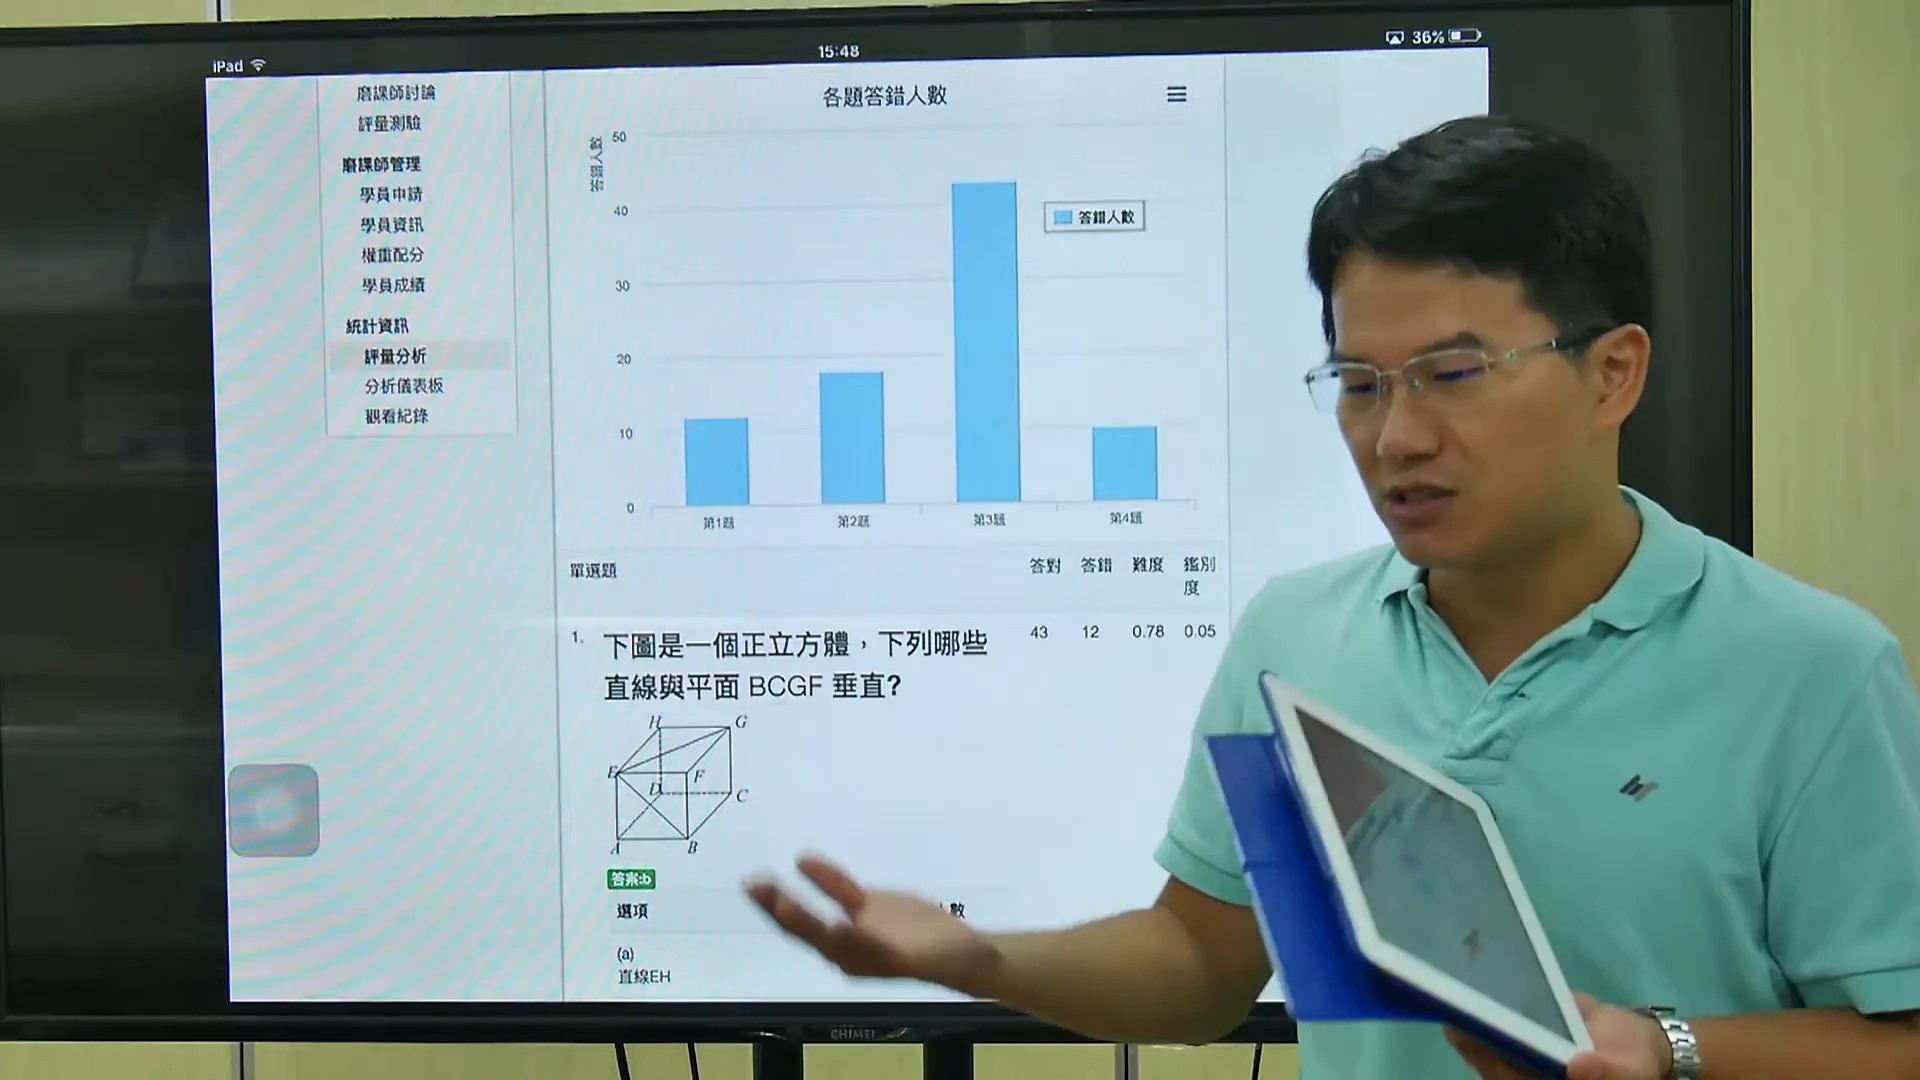 iPad
15:48
36%
磨課師討論
評量測驗
磨課師管理
學員申請
學員資訊
權重配分
學員成績
統計資訊
評量分析
分析儀表板
觀看紀錄
各題答錯人數
答錯人數
50
40
30
20
10
0
答錯人數
第1題
第2題
第3題
第4題
單選題
答對 答錯 難度 鑑別度
1. 下圖是一個正立方體，下列哪些
直線與平面 BCGF 垂直?
43 12 0.78 0.05
H G
E F
D C
A B
答案:b
選項
數
(a)
直線EH
CHIMEI